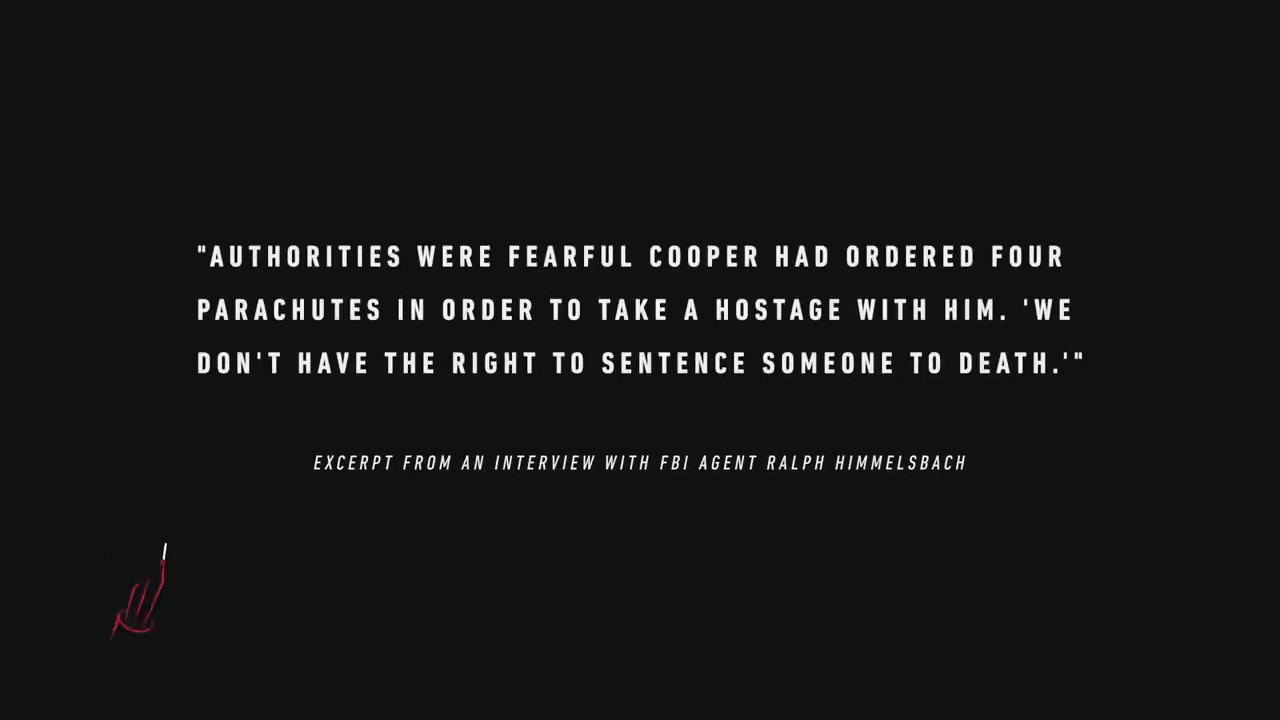 "AUTHORITIES WERE FEARFUL COOPER HAD ORDERED FOUR
PARACHUTES IN ORDER TO TAKE A HOSTAGE WITH HIM. 'WE
DON'T HAVE THE RIGHT TO SENTENCE SOMEONE TO DEATH.'"
EXCERPT FROM AN INTERVIEW WITH FBI AGENT RALPH HIMMELSBACH